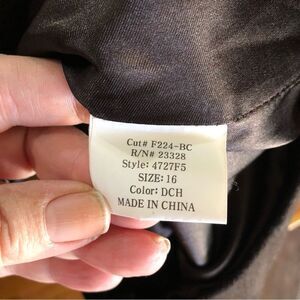 Cut# F224-BC
R/N# 23328
Style: 4727F5
SIZE: 16
Color: DCH
MADE IN CHINA